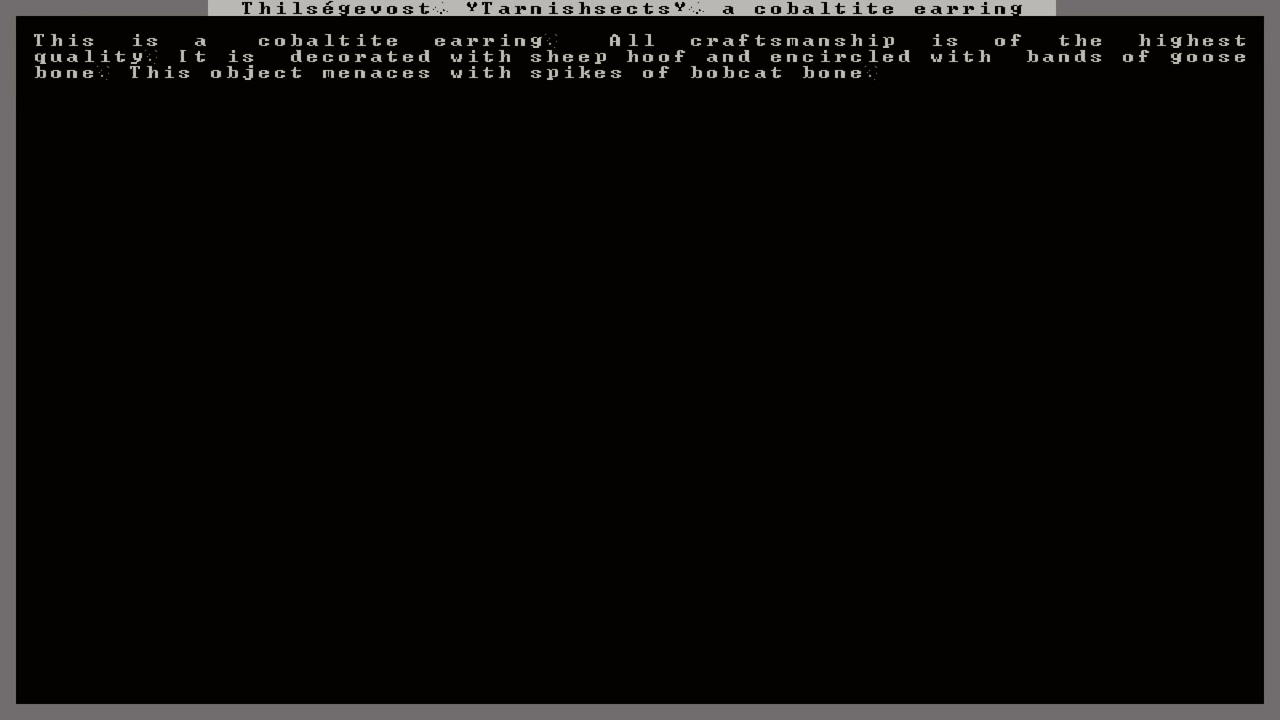 Thilségevost, "Tarnishsects", a cobaltite earring
This is a cobaltite earring. All craftsmanship is of the highest
quality. It is decorated with sheep hoof and encircled with bands of goose
bone. This object menaces with spikes of bobcat bone.